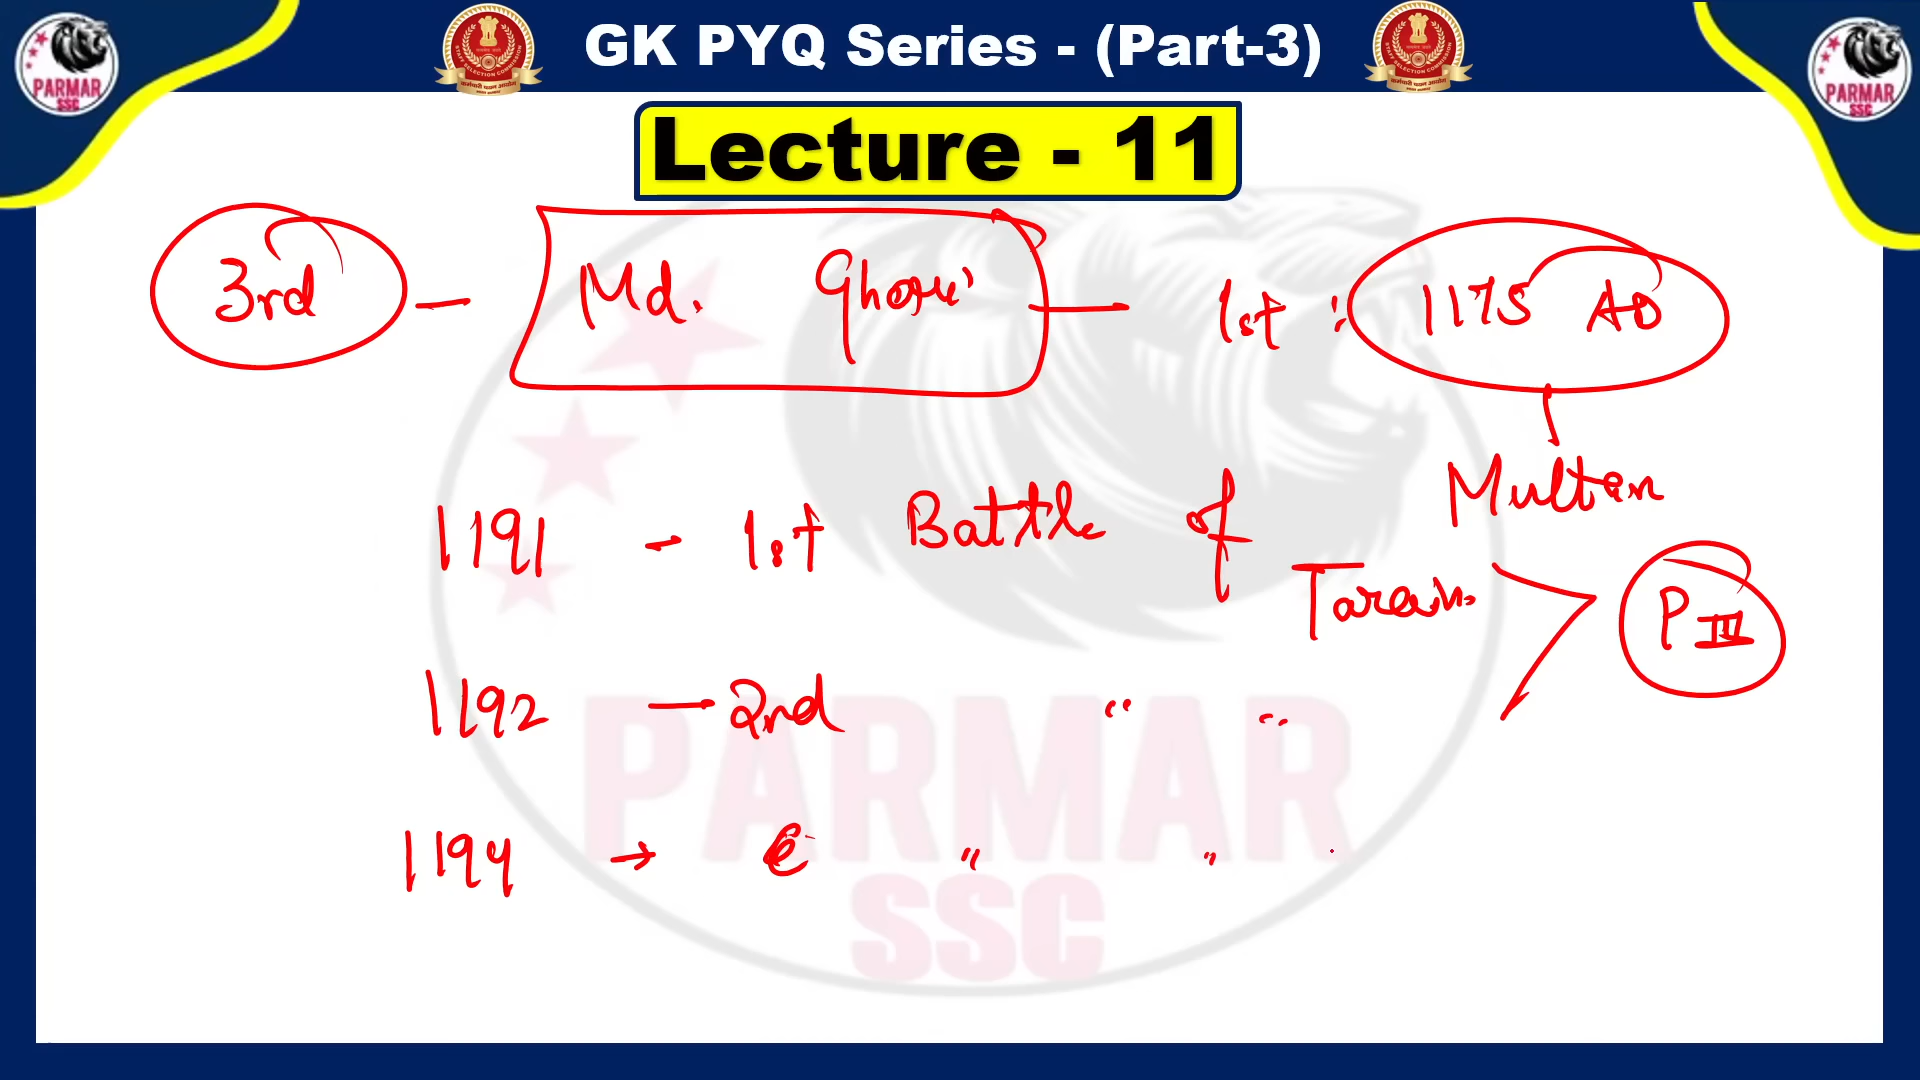 GK PYQ Series - (Part-3)
PARMAR
SSC
PARMAR
SSC
Lecture - 11
3rd - Md. Ghori - 1st : 1175 AD
Multan
1191 - 1st Battle of
Tarain.
P III
1192 - 2nd " "
1194 → " "
PARMAR
SSC